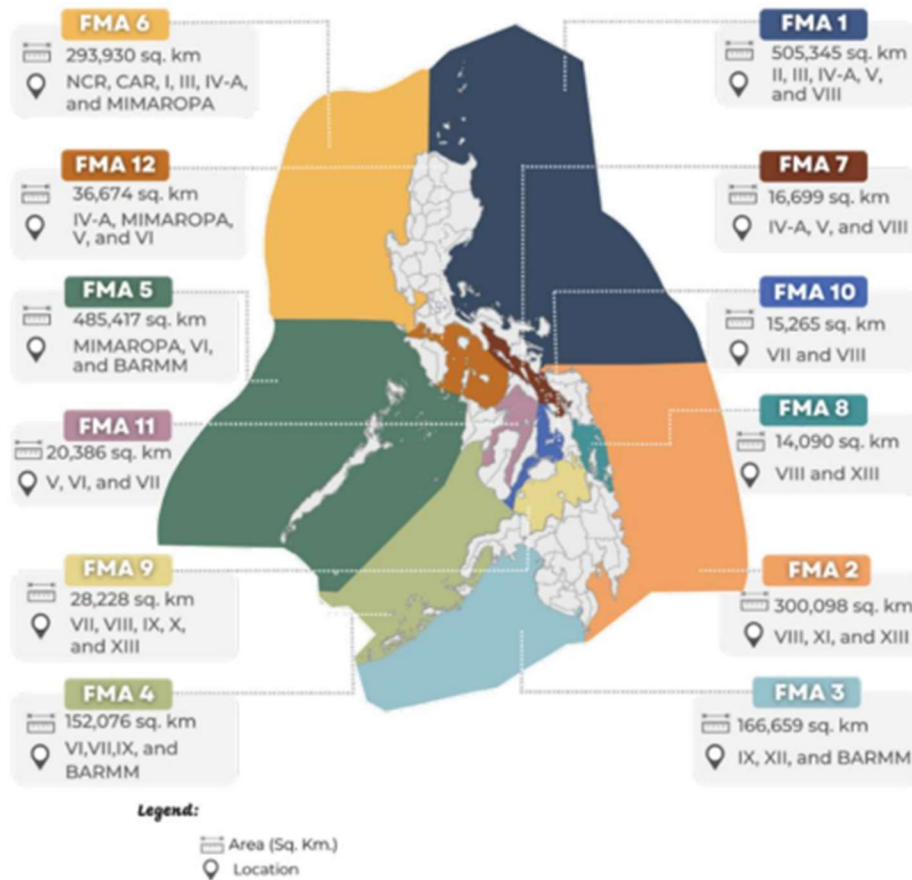 FMA 6
293,930 sq. km
NCR, CAR, I, III, IV-A,
and MIMAROPA
FMA 1
505,345 sq. km
II, III, IV-A, V,
and VIII
FMA 12
36,674 sq. km
IV-A, MIMAROPA,
V, and VI
FMA 7
16,699 sq. km
IV-A, V, and VIII
FMA 5
485,417 sq. km
MIMAROPA, VI,
and BARMM
FMA 10
15,265 sq. km
VII and VIII
FMA 11
20,386 sq. km
V, VI, and VII
FMA 8
14,090 sq. km
VIII and XIII
FMA 9
28,228 sq. km
VII, VIII, IX, X,
and XIII
FMA 2
300,098 sq. km
VIII, XI, and XIII
FMA 4
152,076 sq. km
VI,VII,IX, and
BARMM
FMA 3
166,659 sq. km
IX, XII, and BARMM
Legend:
Area (Sq. Km.)
Location